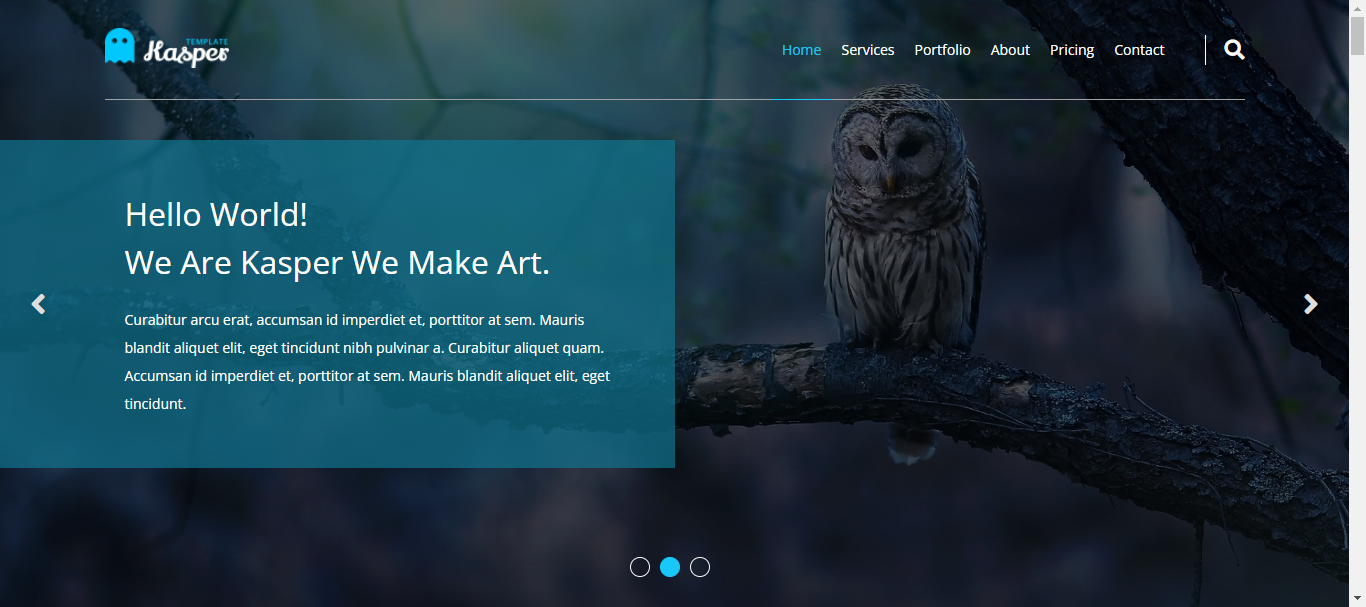 TEMPLATE
Kasper
Home Services Portfolio About Pricing Contact
Hello World!
We Are Kasper We Make Art.
Curabitur arcu erat, accumsan id imperdiet et, porttitor at sem. Mauris
blandit aliquet elit, eget tincidunt nibh pulvinar a. Curabitur aliquet quam.
Accumsan id imperdiet et, porttitor at sem. Mauris blandit aliquet elit, eget
tincidunt.